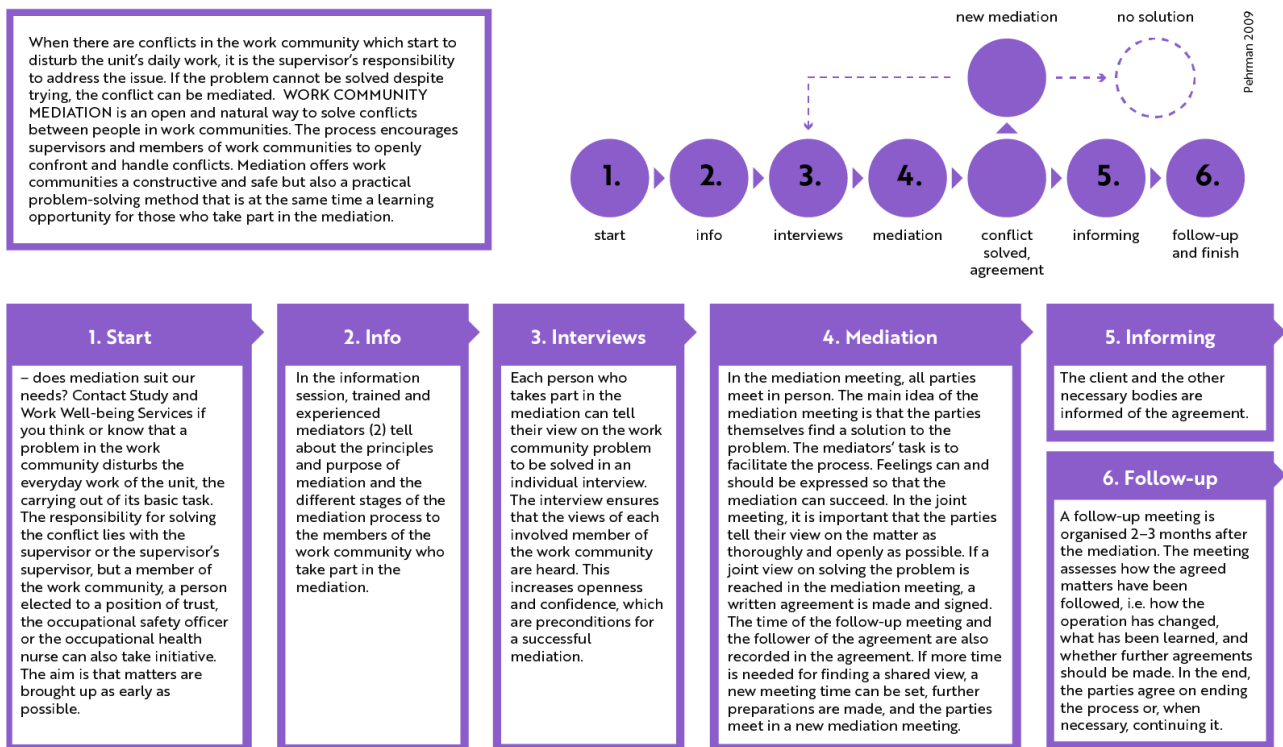 When there are conflicts in the work community which start to
disturb the unit's daily work, it is the supervisor's responsibility
to address the issue. If the problem cannot be solved despite
trying, the conflict can be mediated. WORK COMMUNITY
MEDIATION is an open and natural way to solve conflicts
between people in work communities. The process encourages
supervisors and members of work communities to openly
confront and handle conflicts. Mediation offers work
communities a constructive and safe but also a practical
problem-solving method that is at the same time a learning
opportunity for those who take part in the mediation.
new mediation
no solution
Pehrman 2009
1.
2.
3.
4.
5.
6.
start
info
interviews
mediation
conflict
solved,
agreement
informing
follow-up
and finish
1. Start
– does mediation suit our
needs? Contact Study and
Work Well-being Services if
you think or know that a
problem in the work
community disturbs the
everyday work of the unit, the
carrying out of its basic task.
The responsibility for solving
the conflict lies with the
supervisor or the supervisor's
supervisor, but a member of
the work community, a person
elected to a position of trust,
the occupational safety officer
or the occupational health
nurse can also take initiative.
The aim is that matters are
brought up as early as
possible.
2. Info
In the information
session, trained and
experienced
mediators (2) tell
about the principles
and purpose of
mediation and the
different stages of the
mediation process to
the members of the
work community who
take part in the
mediation.
3. Interviews
Each person who
takes part in the
mediation can tell
their view on the work
community problem
to be solved in an
individual interview.
The interview ensures
that the views of each
involved member of
the work community
are heard. This
increases openness
and confidence, which
are preconditions for
a successful
mediation.
4. Mediation
In the mediation meeting, all parties
meet in person. The main idea of the
mediation meeting is that the parties
themselves find a solution to the
problem. The mediators' task is to
facilitate the process. Feelings can and
should be expressed so that the
mediation can succeed. In the joint
meeting, it is important that the parties
tell their view on the matter as
thoroughly and openly as possible. If a
joint view on solving the problem is
reached in the mediation meeting, a
written agreement is made and signed.
The time of the follow-up meeting and
the follower of the agreement are also
recorded in the agreement. If more time
is needed for finding a shared view, a
new meeting time can be set, further
preparations are made, and the parties
meet in a new mediation meeting.
5. Informing
The client and the other
necessary bodies are
informed of the agreement.
6. Follow-up
A follow-up meeting is
organised 2–3 months after
the mediation. The meeting
assesses how the agreed
matters have been
followed, i.e. how the
operation has changed,
what has been learned, and
whether further agreements
should be made. In the end,
the parties agree on ending
the process or, when
necessary, continuing it.